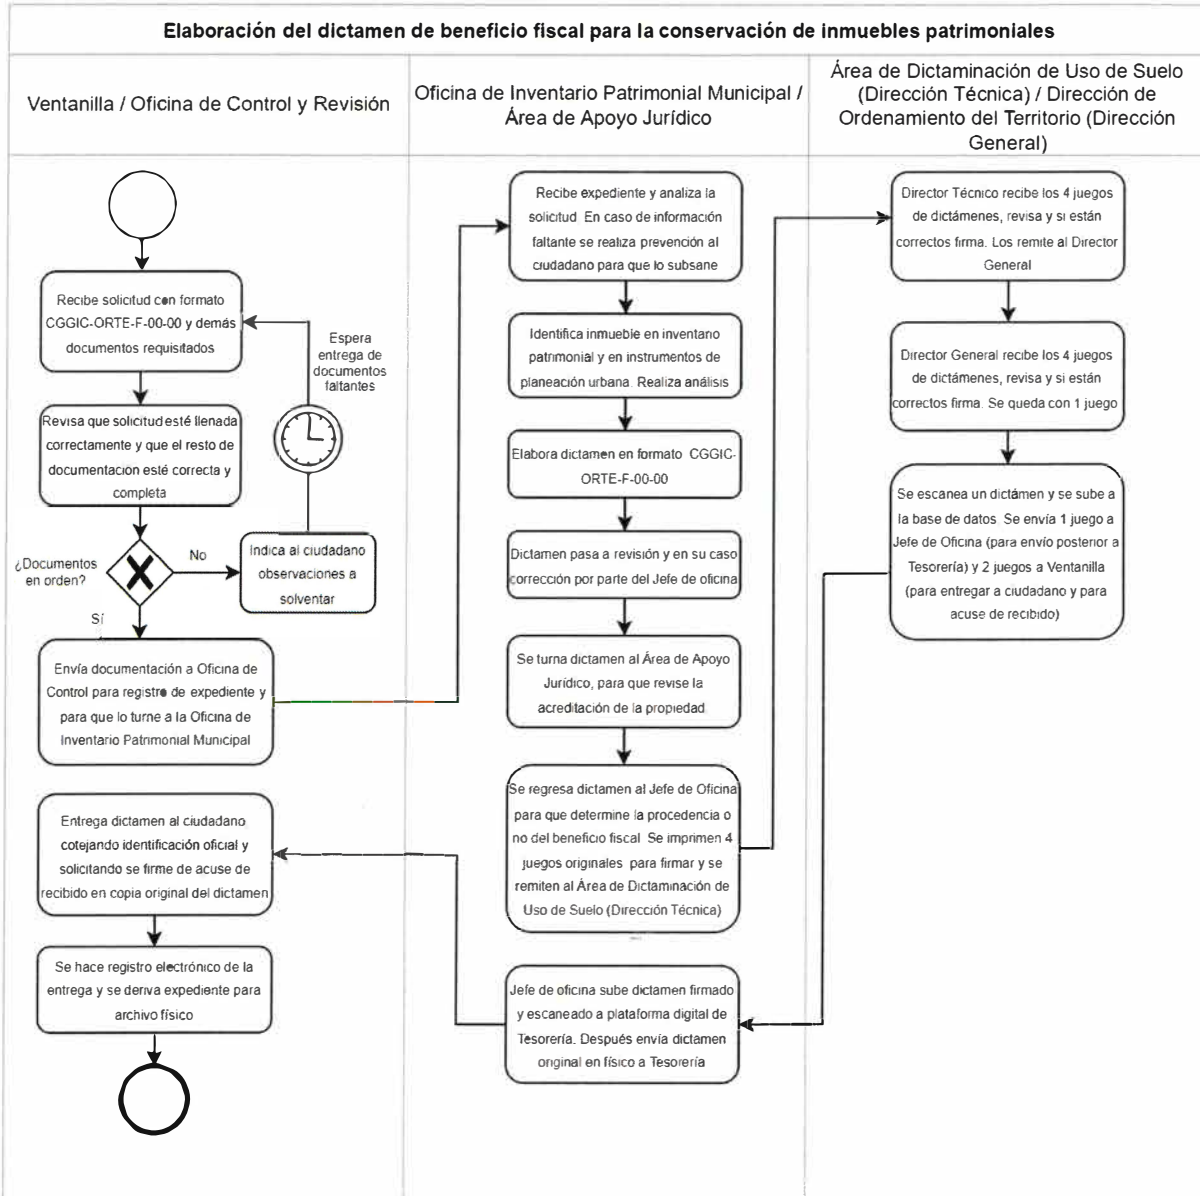 Elaboración del dictamen de beneficio fiscal para la conservación de inmuebles patrimoniales
Ventanilla / Oficina de Control y Revisión
Recibe solicitud con formato
CGGIC-ORTE-F-00-00 y demás
documentos requisitados
Espera
entrega de
documentos
faltantes
Revisa que solicitud esté llenada
correctamente y que el resto de
documentación esté correcta y
completa
¿Documentos
en orden?
No
Indica al ciudadano
observaciones a
solventar
Sí
Envía documentación a Oficina de
Control para registro de expediente y
para que lo turne a la Oficina de
Inventario Patrimonial Municipal
Entrega dictamen al ciudadano
cotejando identificación oficial y
solicitando se firme de acuse de
recibido en copia original del dictamen
Se hace registro electrónico de la
entrega y se deriva expediente para
archivo físico
Oficina de Inventario Patrimonial Municipal /
Área de Apoyo Jurídico
Recibe expediente y analiza la
solicitud En caso de información
faltante se realiza prevención al
ciudadano para que lo subsane
Identifica inmueble en inventario
patrimonial y en instrumentos de
planeación urbana. Realiza análisis
Elabora dictamen en formato CGGIC-
ORTE-F-00-00
Dictamen pasa a revisión y en su caso
corrección por parte del Jefe de oficina
Se turna dictamen al Área de Apoyo
Jurídico, para que revise la
acreditación de la propiedad
Se regresa dictamen al Jefe de Oficina
para que determine la procedencia o
no del beneficio fiscal Se imprimen 4
juegos originales para firmar y se
remiten al Área de Dictaminación de
Uso de Suelo (Dirección Técnica)
Jefe de oficina sube dictamen firmado
y escaneado a plataforma digital de
Tesorería. Después envía dictamen
original en físico a Tesorería
Área de Dictaminación de Uso de Suelo
(Dirección Técnica) / Dirección de
Ordenamiento del Territorio (Dirección
General)
Director Técnico recibe los 4 juegos
de dictámenes, revisa y si están
correctos firma. Los remite al Director
General
Director General recibe los 4 juegos
de dictámenes, revisa y si están
correctos firma. Se queda con 1 juego
Se escanea un dictámen y se sube a
la base de datos Se envía 1 juego a
Jefe de Oficina (para envío posterior a
Tesorería) y 2 juegos a Ventanilla
(para entregar a ciudadano y para
acuse de recibido)